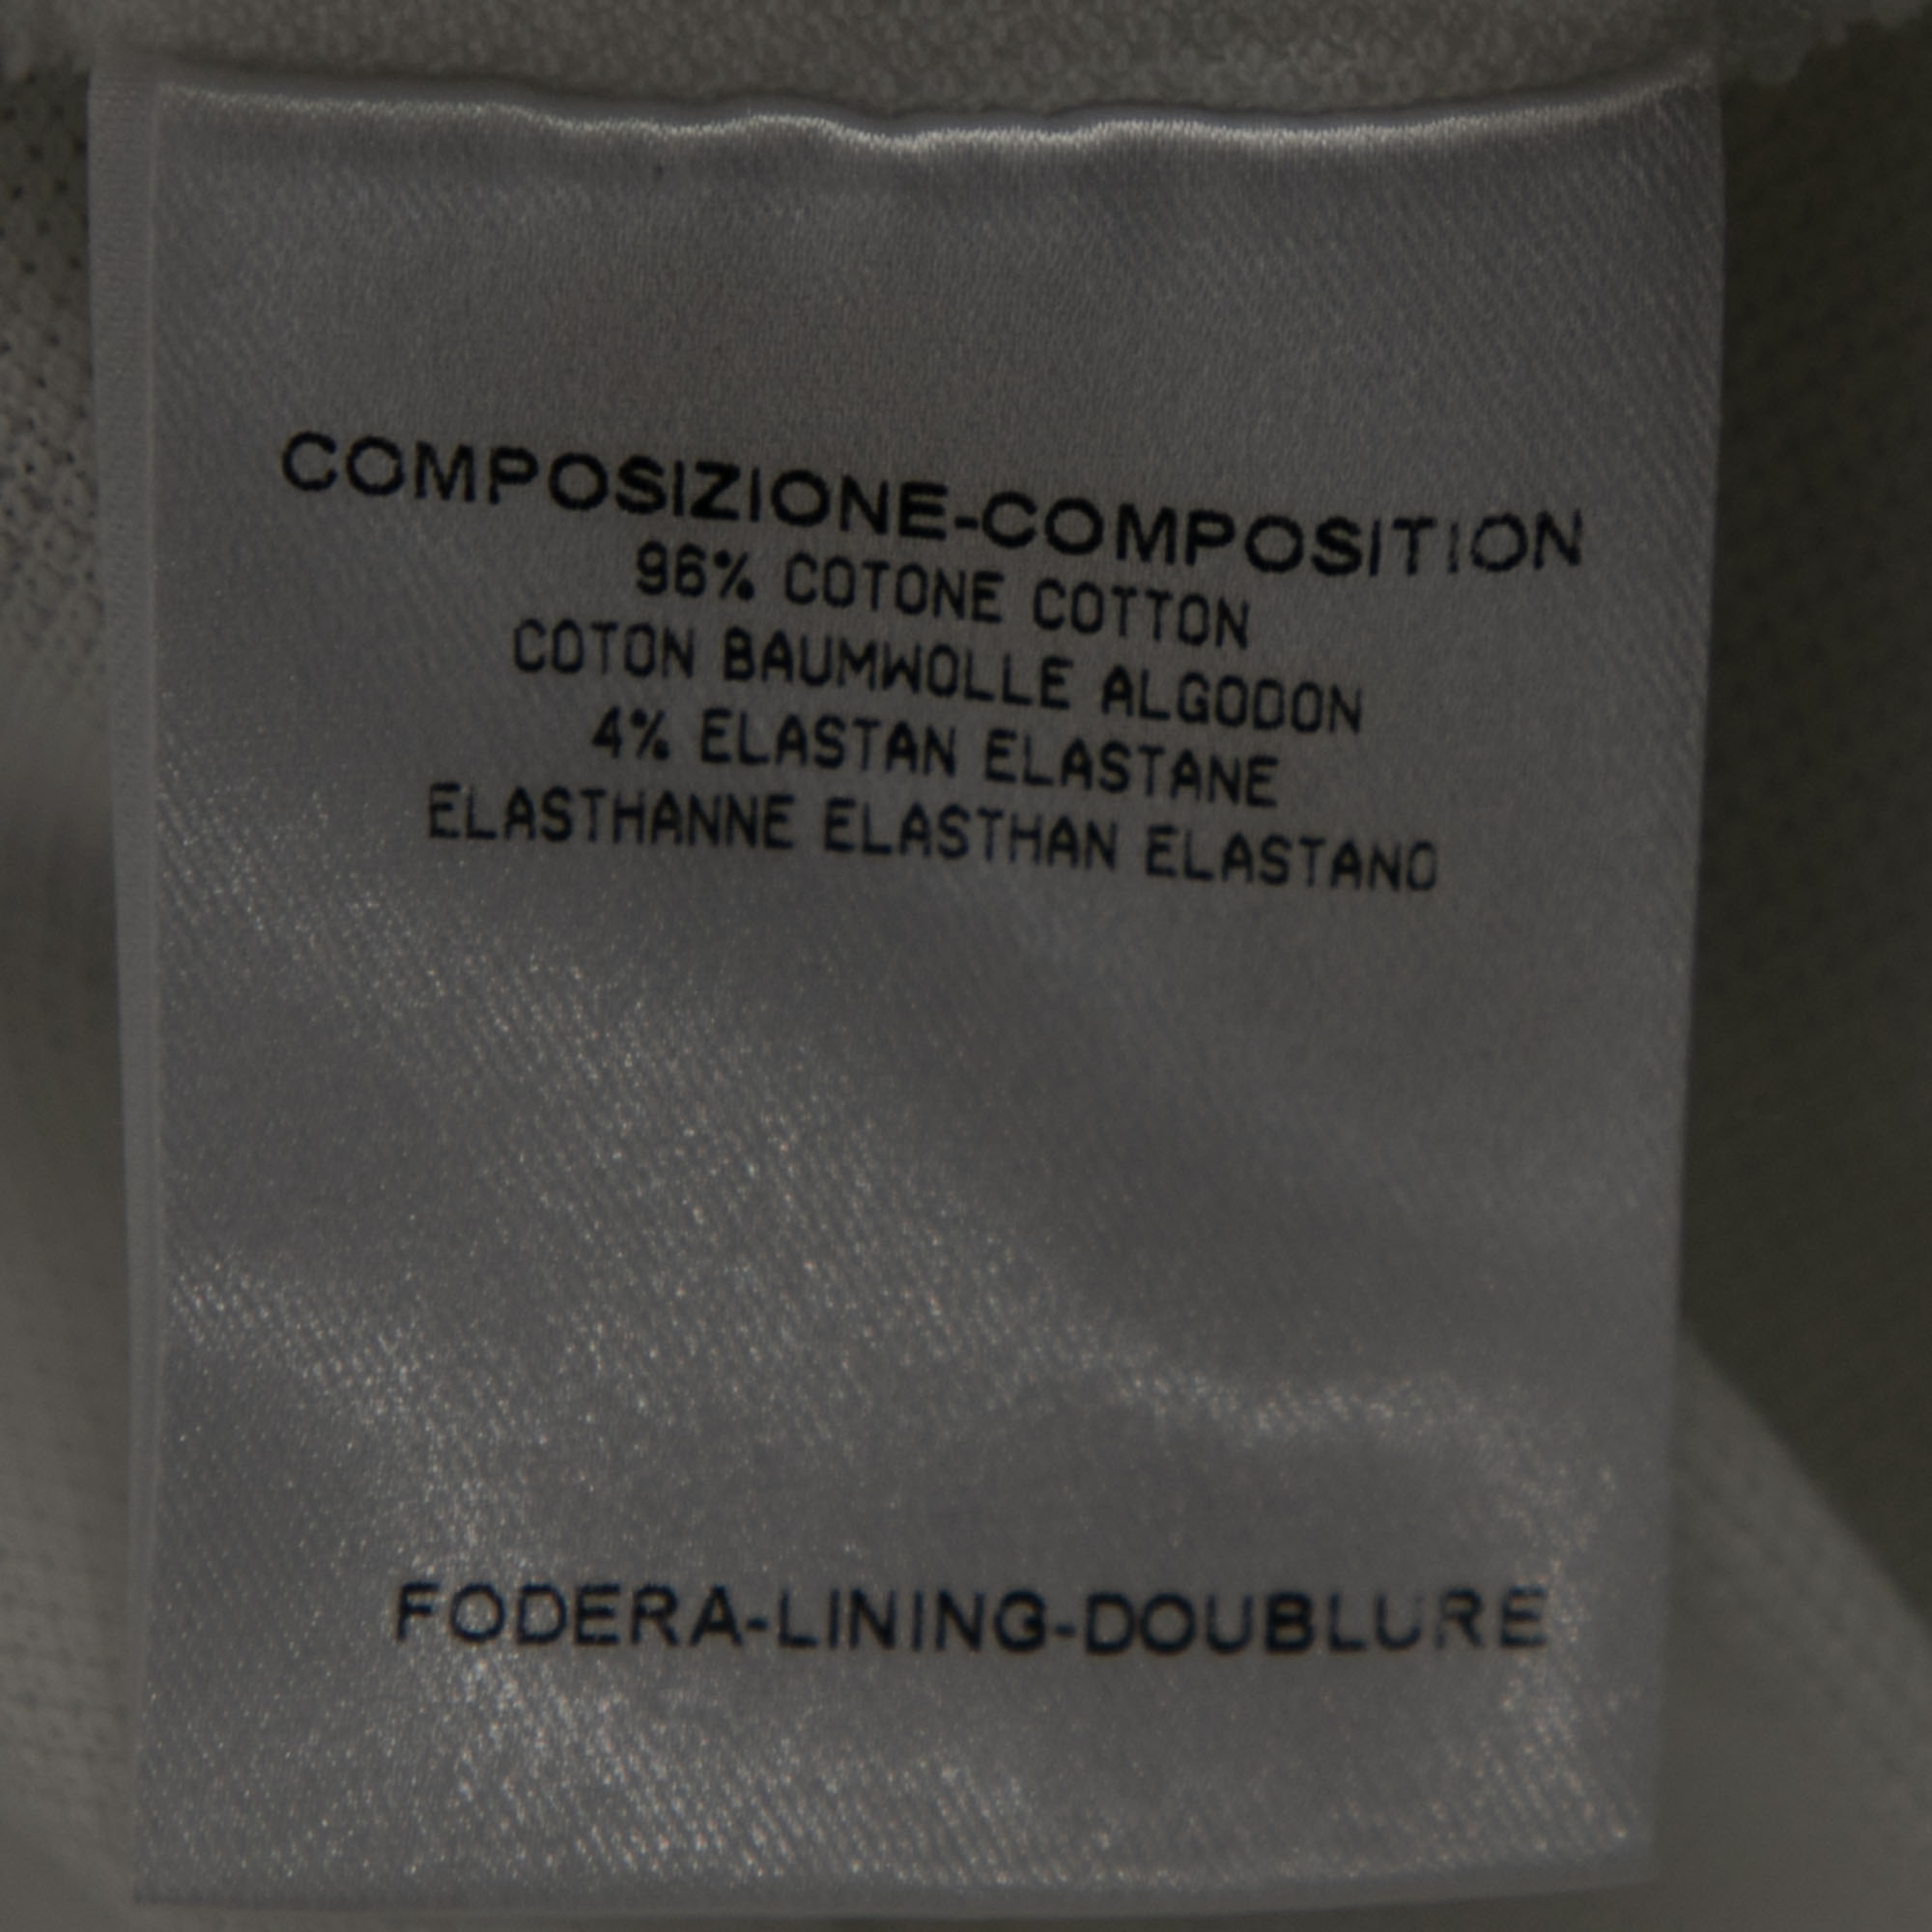 COMPOSIZIONE-COMPOSITION
96% COTONE COTTON
COTON BAUMWOLLE ALGODON
4% ELASTAN ELASTANE
ELASTHANNE ELASTHAN ELASTANO
FODERA-LINING-DOUBLURE